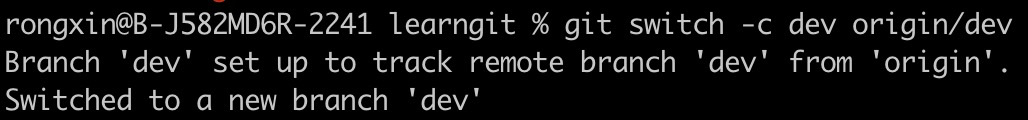 rongxin@B-J582MD6R-2241 learngit % git switch -c dev origin/dev
Branch 'dev' set up to track remote branch 'dev' from 'origin'.
Switched to a new branch 'dev'